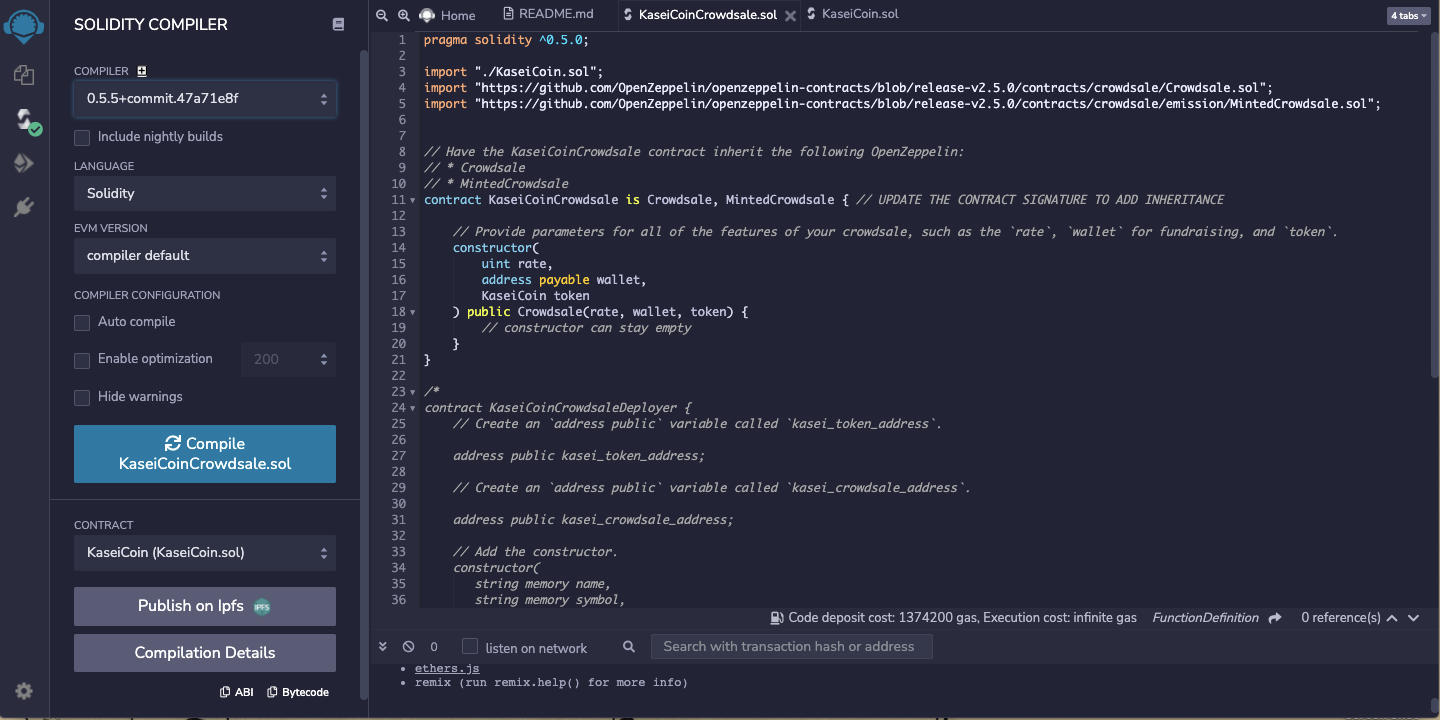 SOLIDITY COMPILER
COMPILER
0.5.5+commit.47a71e8f
Include nightly builds
LANGUAGE
Solidity
EVM VERSION
compiler default
COMPILER CONFIGURATION
Auto compile
Enable optimization 200
Hide warnings
Compile
KaseiCoinCrowdsale.sol
CONTRACT
KaseiCoin (KaseiCoin.sol)
Publish on Ipfs IPFS
Compilation Details
ABI Bytecode
Home README.md KaseiCoinCrowdsale.sol KaseiCoin.sol 4 tabs
1 pragma solidity ^0.5.0;
2
3 import "./KaseiCoin.sol";
4 import "https://github.com/OpenZeppelin/openzeppelin-contracts/blob/release-v2.5.0/contracts/crowdsale/Crowdsale.sol";
5 import "https://github.com/OpenZeppelin/openzeppelin-contracts/blob/release-v2.5.0/contracts/crowdsale/emission/MintedCrowdsale.sol";
6
7
8 // Have the KaseiCoinCrowdsale contract inherit the following OpenZeppelin:
9 // * Crowdsale
10 // * MintedCrowdsale
11 contract KaseiCoinCrowdsale is Crowdsale, MintedCrowdsale { // UPDATE THE CONTRACT SIGNATURE TO ADD INHERITANCE
12
13 // Provide parameters for all of the features of your crowdsale, such as the `rate`, `wallet` for fundraising, and `token`.
14 constructor(
15 uint rate,
16 address payable wallet,
17 KaseiCoin token
18 ) public Crowdsale(rate, wallet, token) {
19 // constructor can stay empty
20 }
21 }
22
23 /*
24 contract KaseiCoinCrowdsaleDeployer {
25 // Create an `address public` variable called `kasei_token_address`.
26
27 address public kasei_token_address;
28
29 // Create an `address public` variable called `kasei_crowdsale_address`.
30
31 address public kasei_crowdsale_address;
32
33 // Add the constructor.
34 constructor(
35 string memory name,
36 string memory symbol,
Code deposit cost: 1374200 gas, Execution cost: infinite gas FunctionDefinition 0 reference(s)
0 listen on network Search with transaction hash or address
• ethers.js
• remix (run remix.help() for more info)